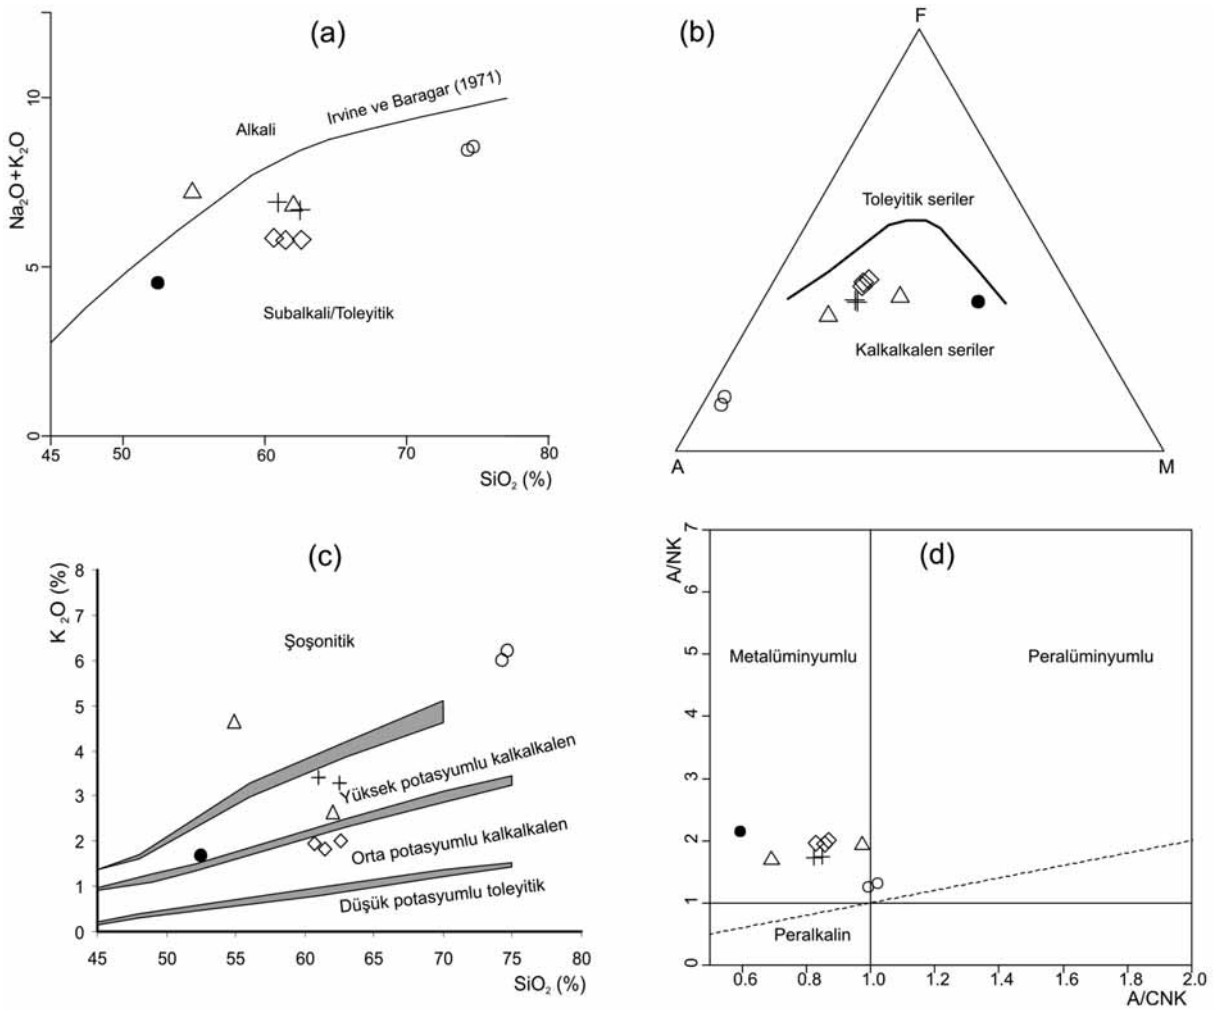 (a)
Na₂O+K₂O
10
5
0
Alkali
Irvine ve Baragar (1971)
Subalkali/Toleyitik
45 50 60 70 80
SiO₂ (%)
(b)
F
Toleyitik seriler
Kalkalkalen seriler
A M
(c)
K₂O (%)
8
7
6
5
4
3
2
1
0
Şoşonitik
Yüksek potasyumlu kalkalkalen
Orta potasyumlu kalkalkalen
Düşük potasyumlu toleyitik
45 50 55 60 65 70 75 80
SiO₂ (%)
(d)
A/NK
7
6
5
4
3
2
1
0
Metalüminyumlu Peralüminyumlu
Peralkalin
0.6 0.8 1.0 1.2 1.4 1.6 1.8 2.0
A/CNK